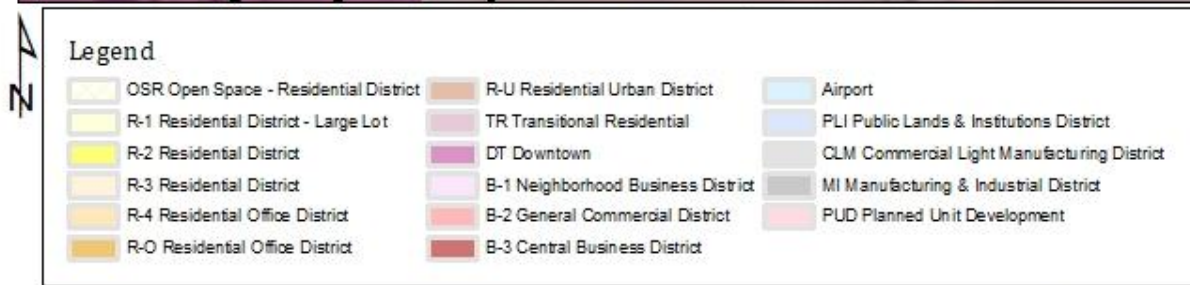 N
Legend
OSR Open Space - Residential District
R-1 Residential District - Large Lot
R-2 Residential District
R-3 Residential District
R-4 Residential Office District
R-O Residential Office District
R-U Residential Urban District
TR Transitional Residential
DT Downtown
B-1 Neighborhood Business District
B-2 General Commercial District
B-3 Central Business District
Airport
PLI Public Lands & Institutions District
CLM Commercial Light Manufacturing District
MI Manufacturing & Industrial District
PUD Planned Unit Development